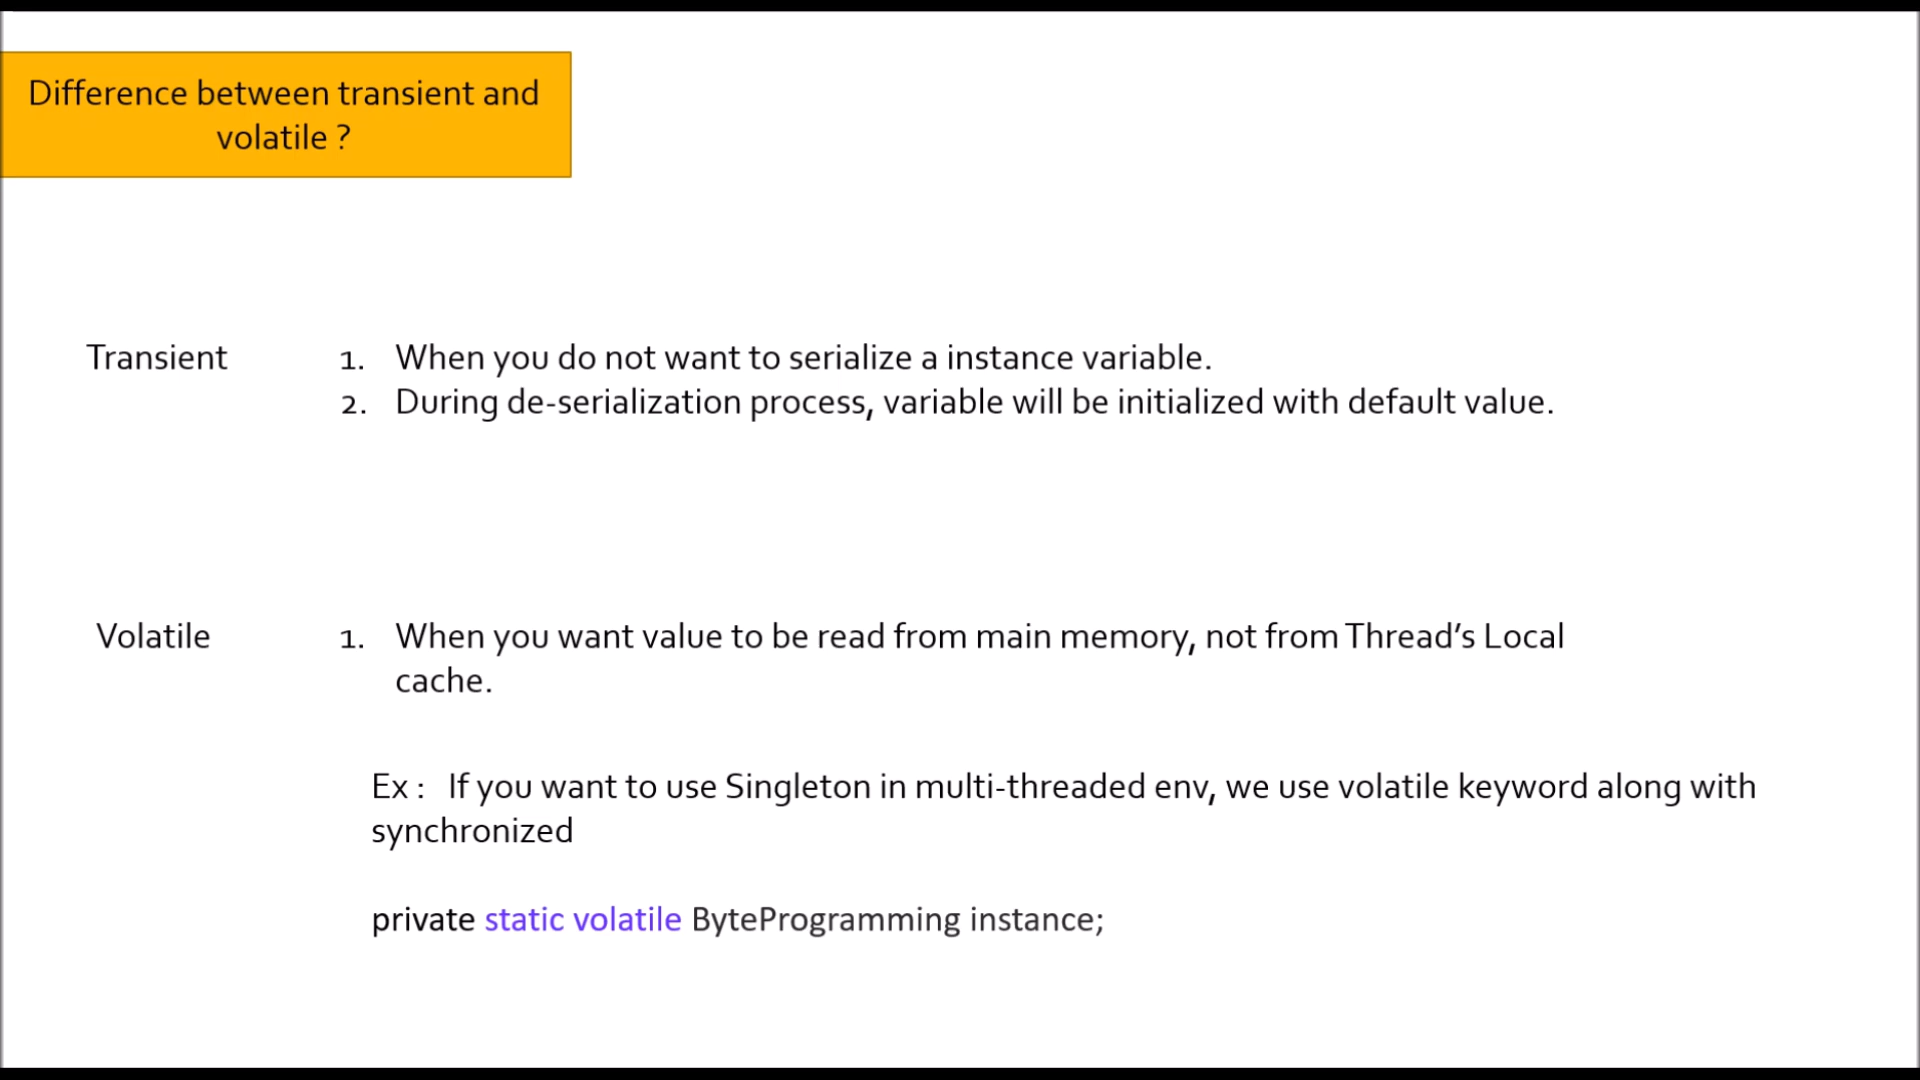 Difference between transient and
volatile ?
Transient
1. When you do not want to serialize a instance variable.
2. During de-serialization process, variable will be initialized with default value.
Volatile
1. When you want value to be read from main memory, not from Thread’s Local
cache.
Ex : If you want to use Singleton in multi-threaded env, we use volatile keyword along with
synchronized
private static volatile ByteProgramming instance;